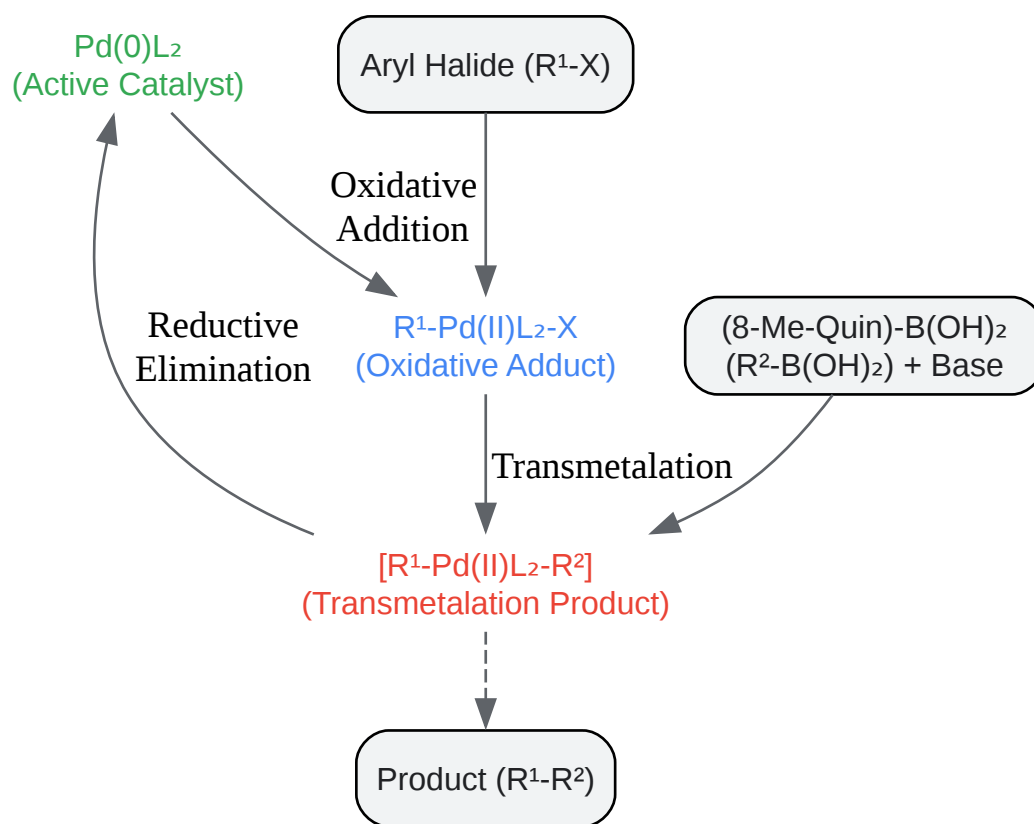 Pd(0)L₂
(Active Catalyst)
Aryl Halide (R¹-X)
Oxidative
Addition
R¹-Pd(II)L₂-X
(Oxidative Adduct)
(8-Me-Quin)-B(OH)₂
(R²-B(OH)₂) + Base
Reductive
Elimination
Transmetalation
[R¹-Pd(II)L₂-R²]
(Transmetalation Product)
Product (R¹-R²)